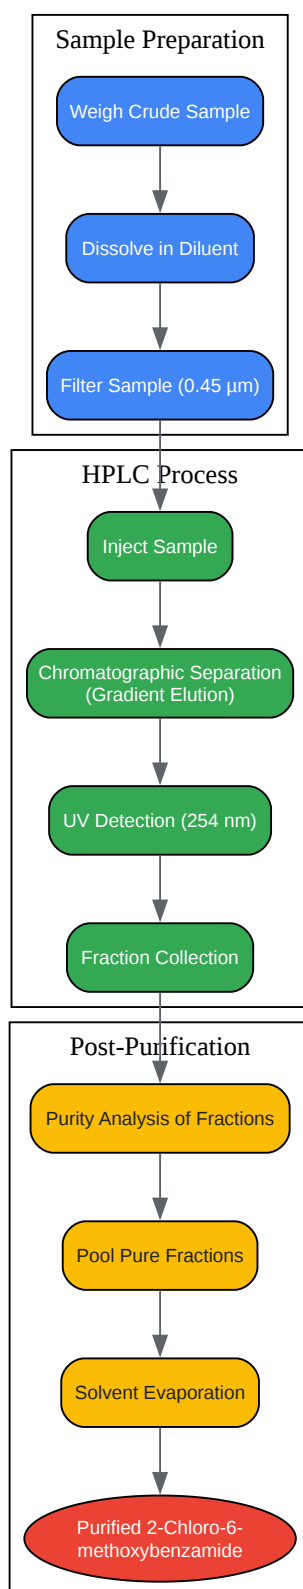 Sample Preparation
Weigh Crude Sample
Dissolve in Diluent
Filter Sample (0.45 µm)
HPLC Process
Inject Sample
Chromatographic Separation
(Gradient Elution)
UV Detection (254 nm)
Fraction Collection
Post-Purification
Purity Analysis of Fractions
Pool Pure Fractions
Solvent Evaporation
Purified 2-Chloro-6-
methoxybenzamide